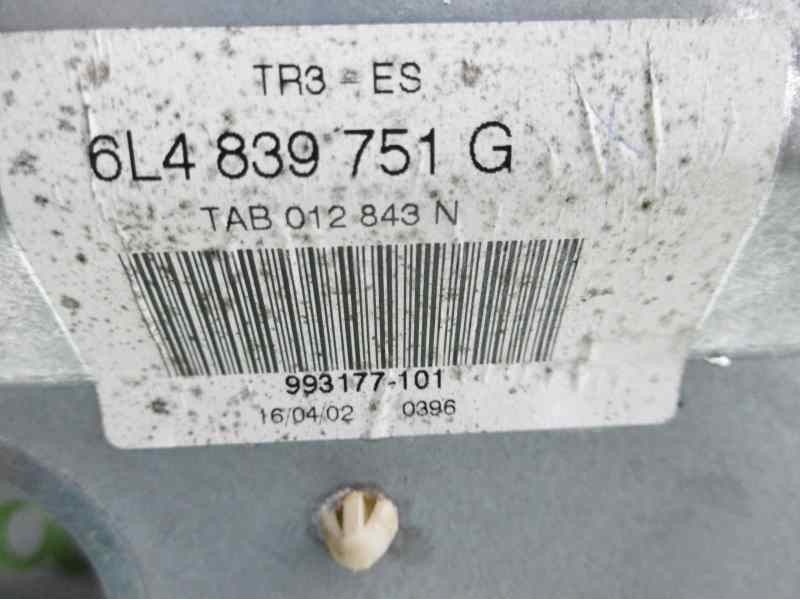 TR3 - ES
6L4 839 751 G
TAB 012 843 N
993177-101
16/04/02 0396